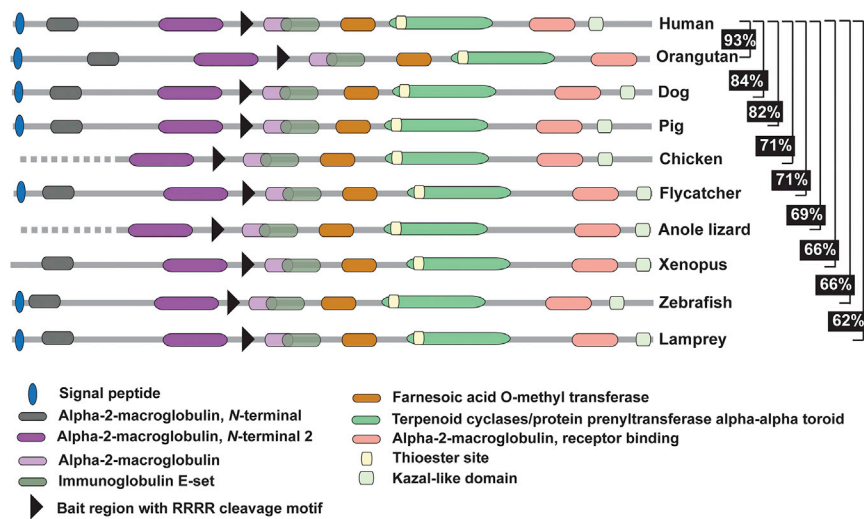 Human
93%
Orangutan
84%
Dog
82%
Pig
71%
Chicken
71%
Flycatcher
69%
Anole lizard
66%
Xenopus
66%
Zebrafish
62%
Lamprey
Signal peptide
Alpha-2-macroglobulin, N-terminal
Alpha-2-macroglobulin, N-terminal 2
Alpha-2-macroglobulin
Immunoglobulin E-set
Bait region with RRRR cleavage motif
Farnesoic acid O-methyl transferase
Terpenoid cyclases/protein prenyltransferase alpha-alpha toroid
Alpha-2-macroglobulin, receptor binding
Thioester site
Kazal-like domain